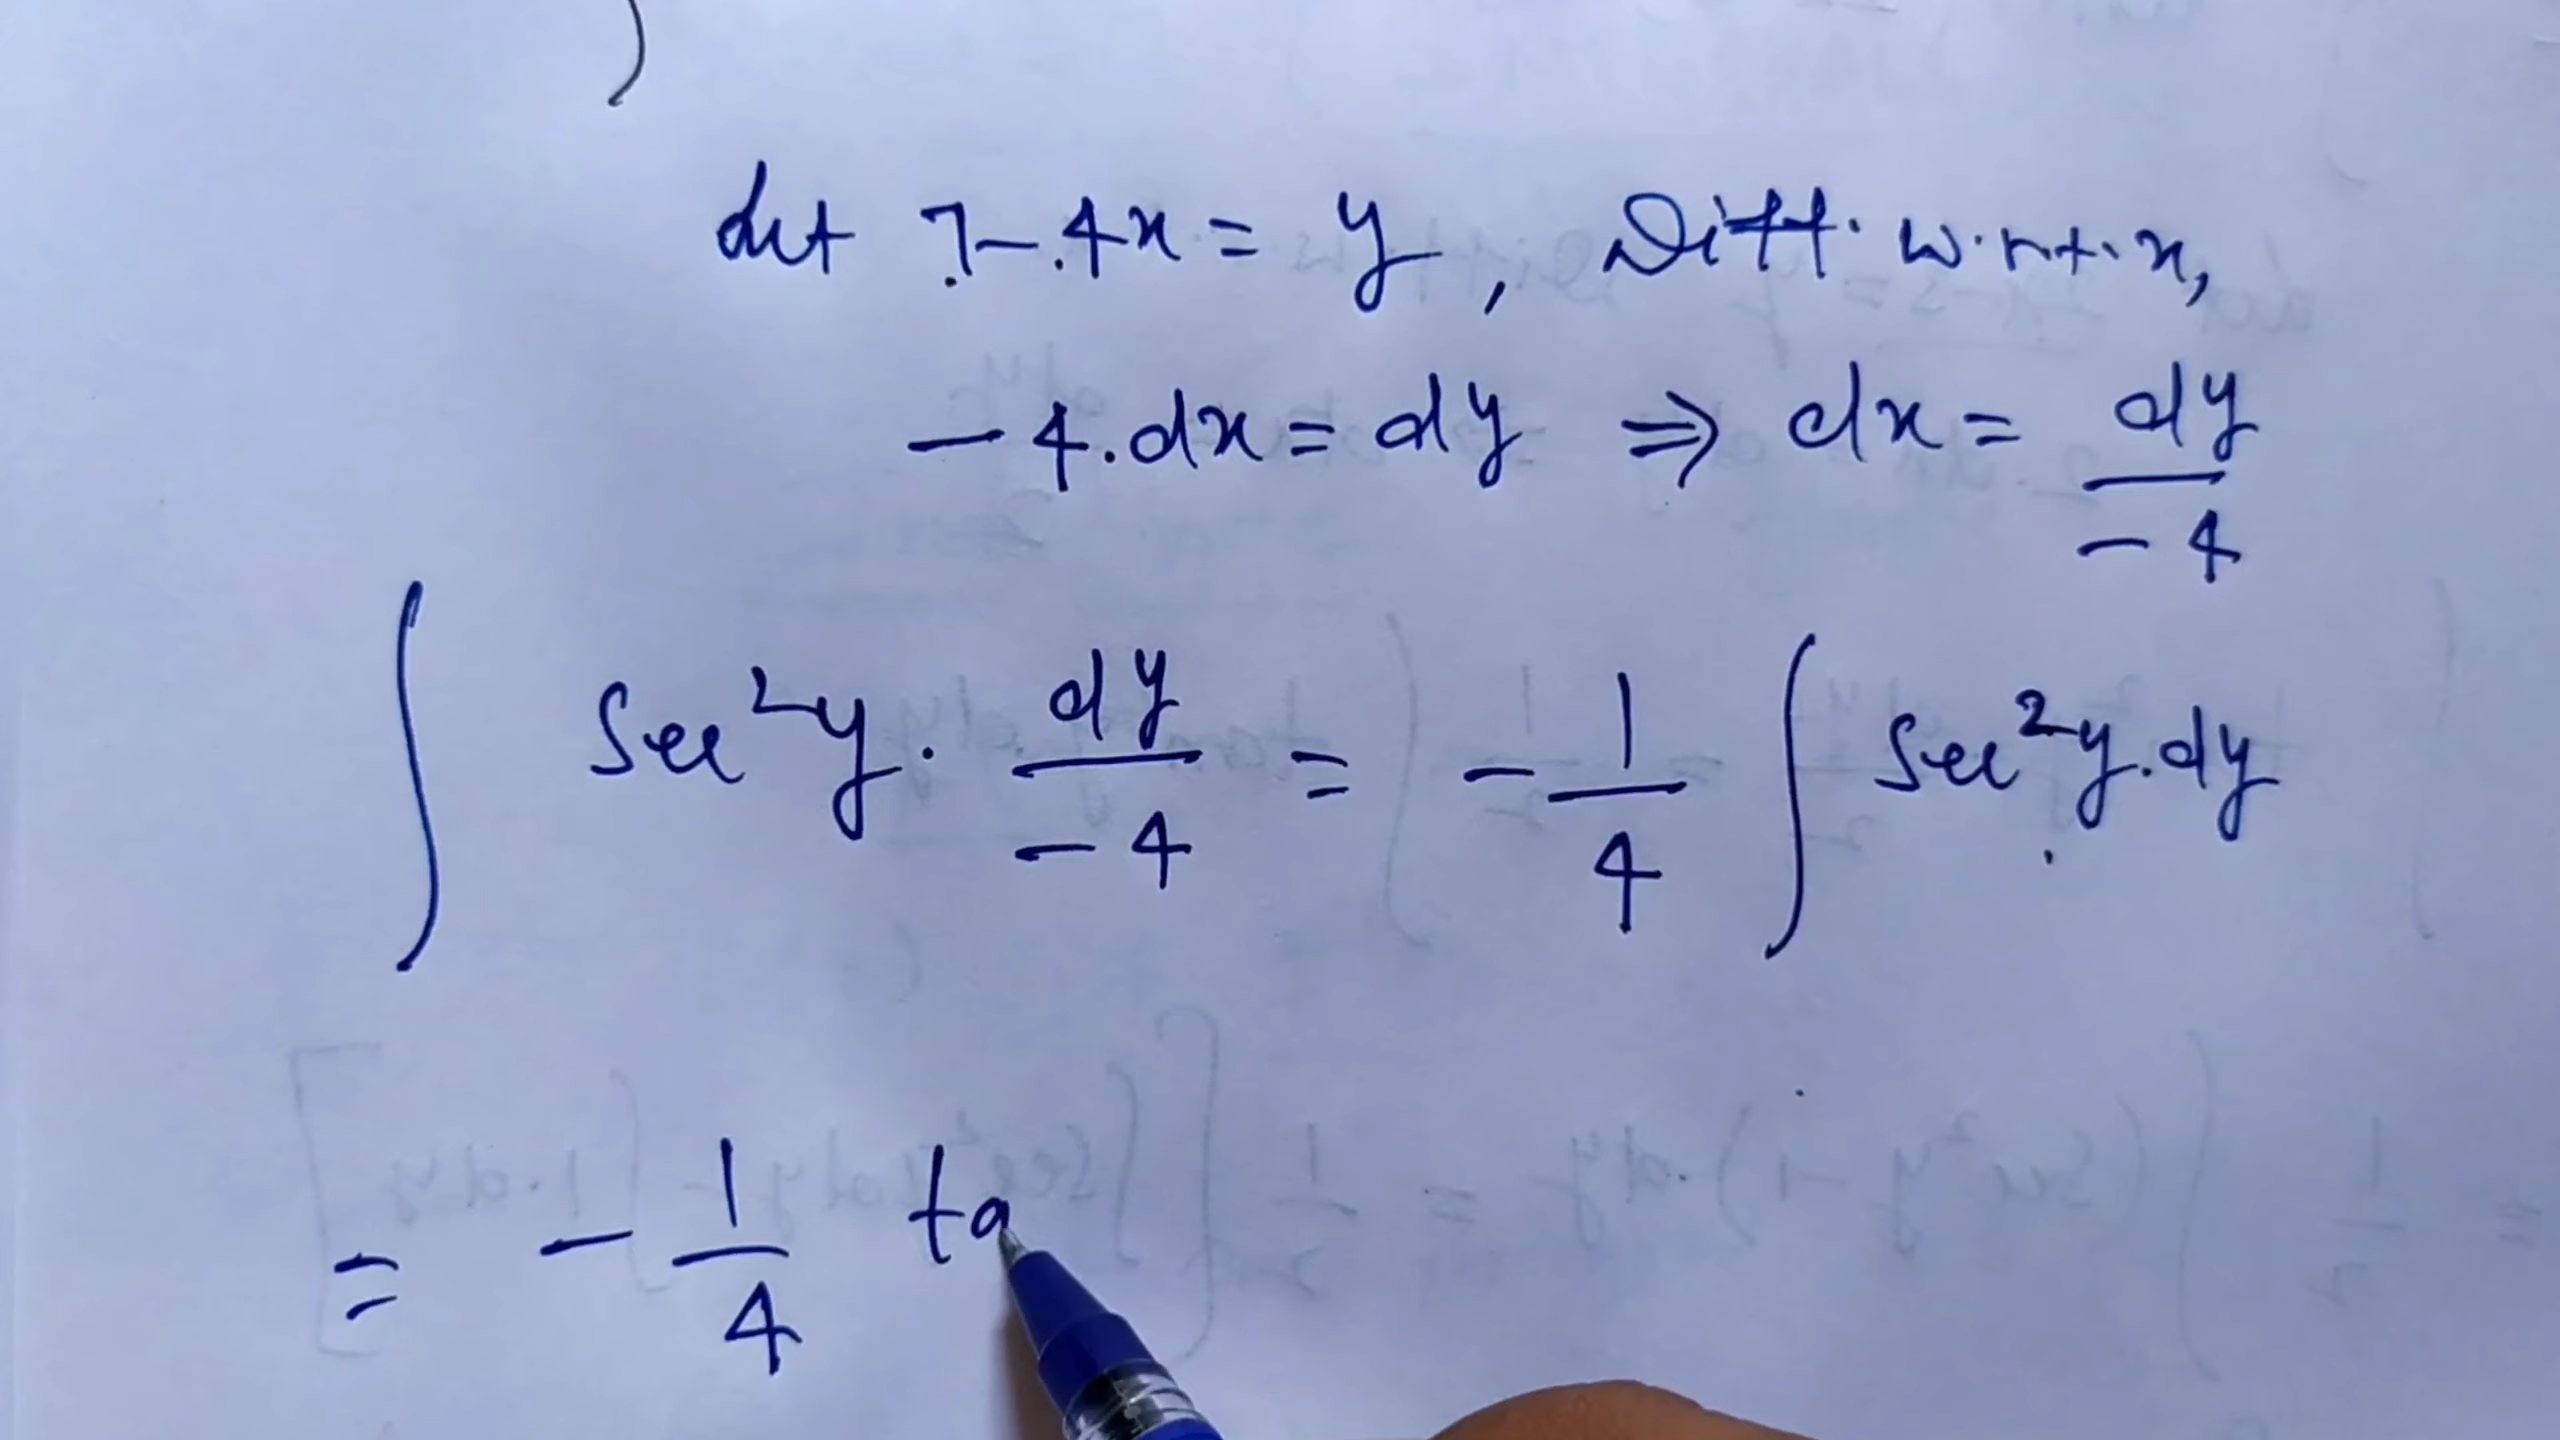 Let 7-4x = y, Diff. w.r.t. x,
-4.dx = dy ⇒ dx = dy/-4
∫ Sec²y. dy/-4 = -1/4 ∫ Sec²y.dy
= -1/4 ta